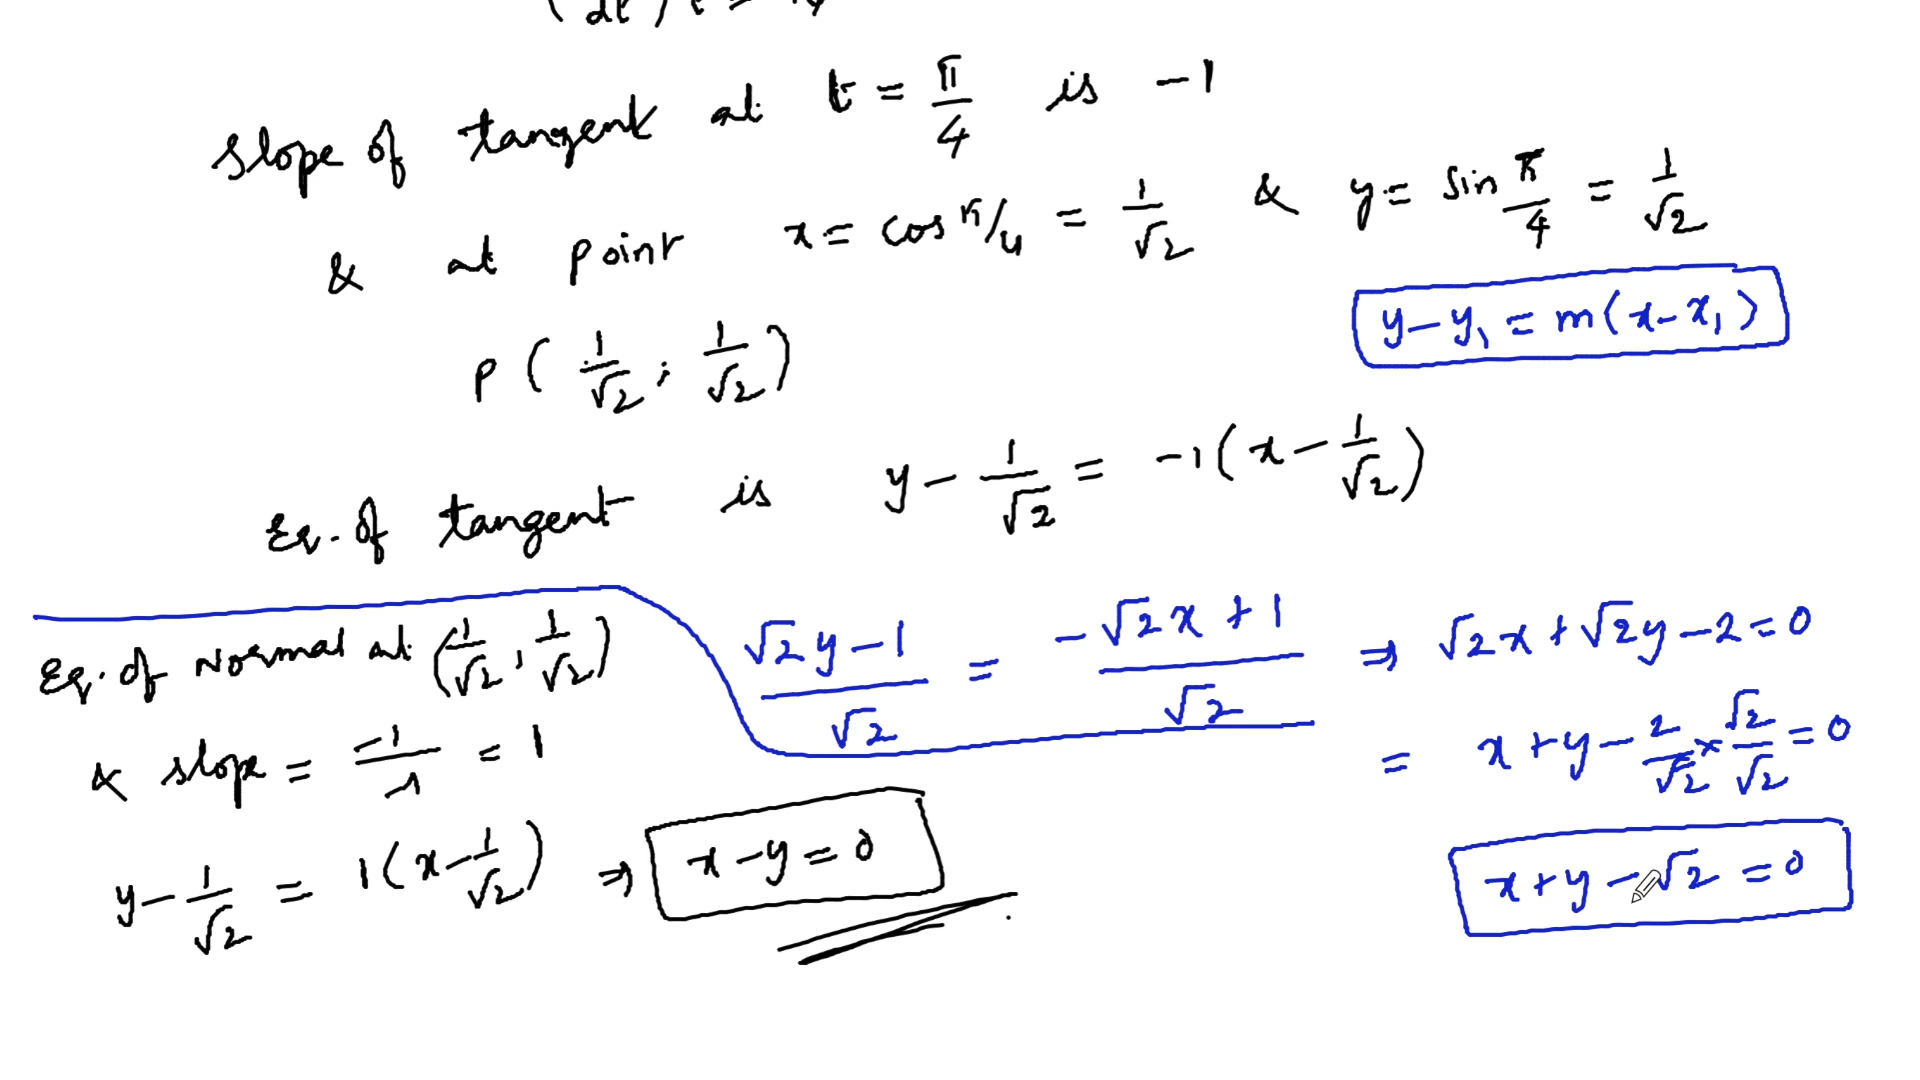 Slope of tangent at t = π/4 is -1
& at point x = cos π/4 = 1/√2 & y = sin π/4 = 1/√2
y - y₁ = m(x - x₁)
P(1/√2, 1/√2)
Eq. of tangent is y - 1/√2 = -1(x - 1/√2)
(√2y - 1)/√2 = (-√2x + 1)/√2 ⇒ √2x + √2y - 2 = 0
= x + y - 2/√2 × √2/√2 = 0
x + y - √2 = 0
Eq. of Normal at (1/√2, 1/√2)
& slope = -1/-1 = 1
y - 1/√2 = 1(x - 1/√2) ⇒ x - y = 0